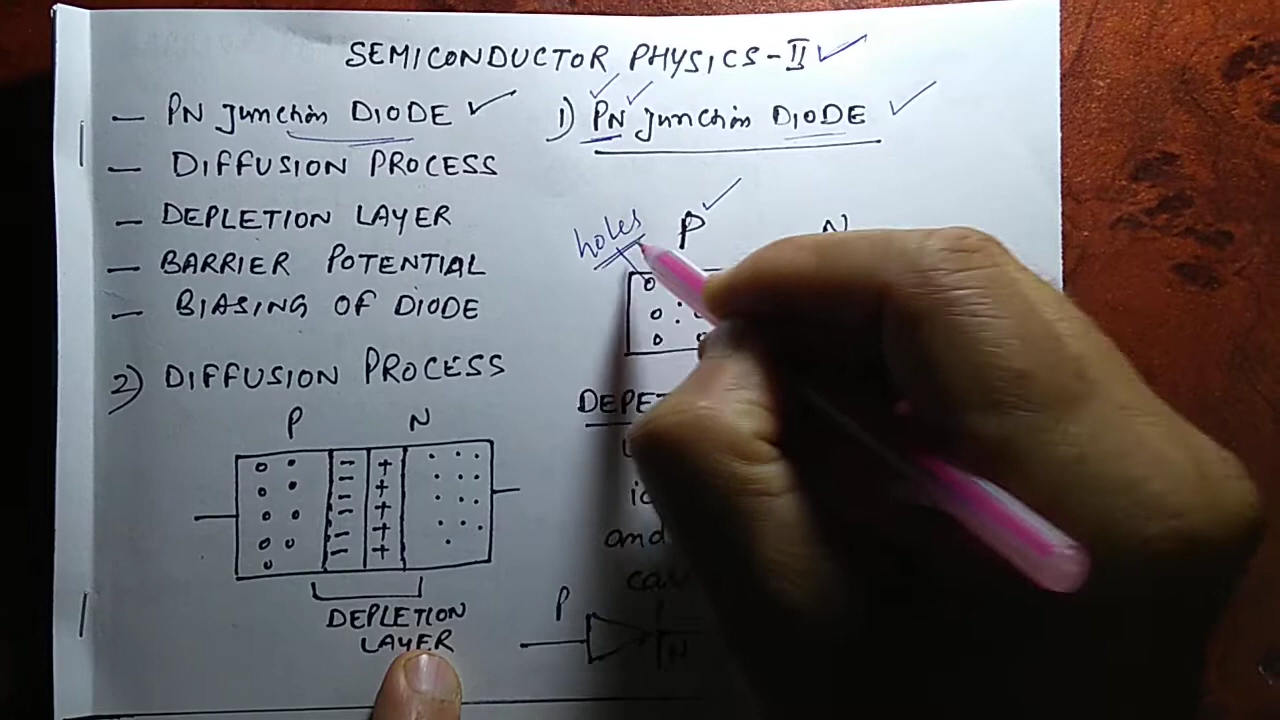 SEMICONDUCTOR PHYSICS-II
- PN Junction DIODE
- DIFFUSION PROCESS
- DEPLETION LAYER
- BARRIER POTENTIAL
- BIASING OF DIODE
2) DIFFUSION PROCESS
P N
- +
- +
- +
- +
- +
DEPLETION
LAYER
1) PN Junction DIODE
holes P N
and
P
N